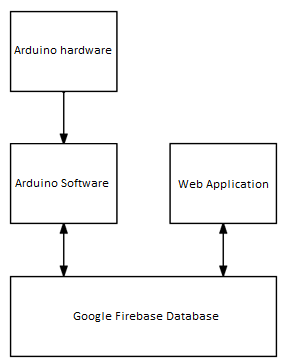 Arduino hardware
Arduino Software
Web Application
Google Firebase Database